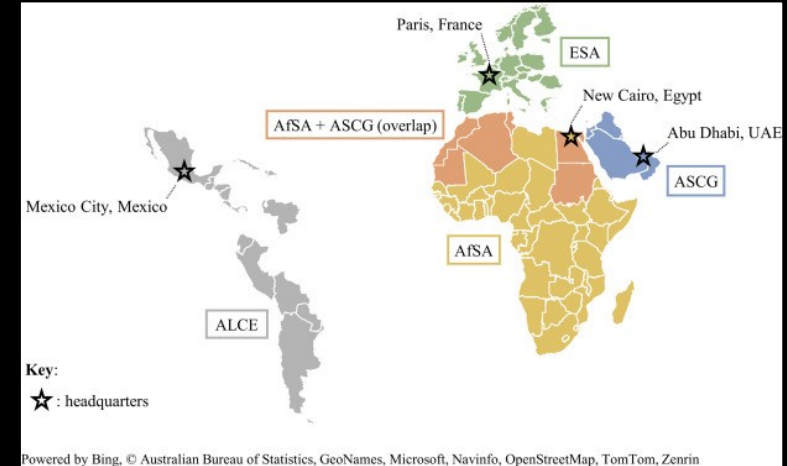 Paris, France
ESA
New Cairo, Egypt
AfSA + ASCG (overlap)
Abu Dhabi, UAE
ASCG
Mexico City, Mexico
AfSA
ALCE
Key:
: headquarters
Powered by Bing, © Australian Bureau of Statistics, GeoNames, Microsoft, Navinfo, OpenStreetMap, TomTom, Zenrin